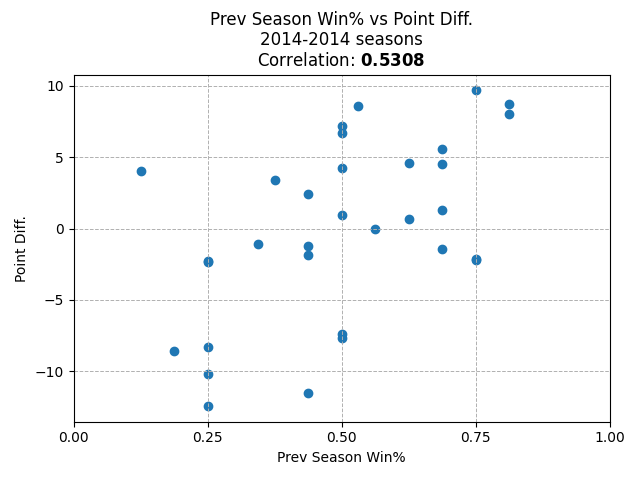 Prev Season Win% vs Point Diff.
2014-2014 seasons
Correlation: 0.5308
10
5
0
−5
−10
Point Diff.
0.00 0.25 0.50 0.75 1.00
Prev Season Win%